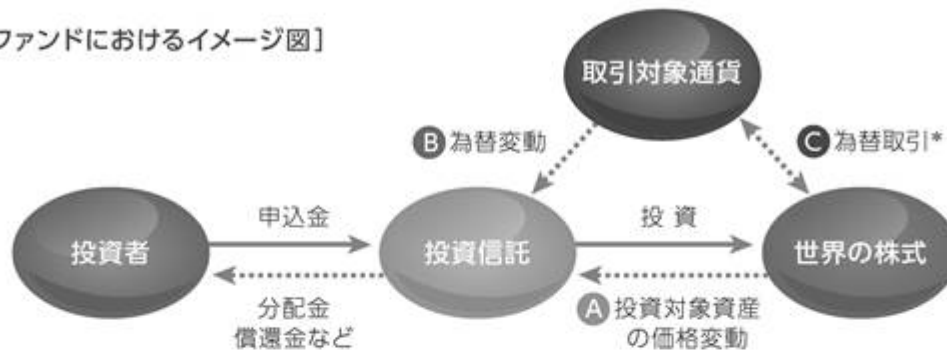 ファンドにおけるイメージ図］
取引対象通貨
B 為替変動
C 為替取引*
投資者
申込金
投資信託
投資
世界の株式
分配金
償還金など
A 投資対象資産
の価格変動